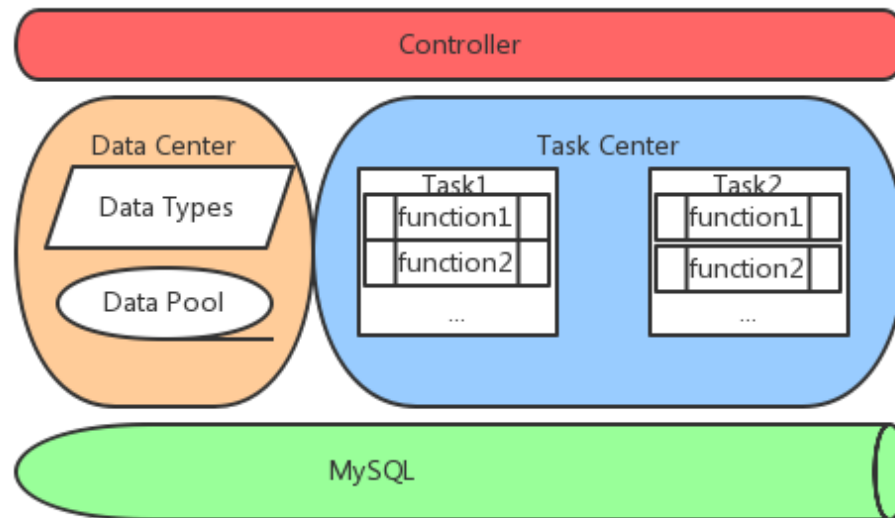 Controller
Data Center
Data Types
Data Pool
Task Center
Task1
function1
function2
...
Task2
function1
function2
...
MySQL